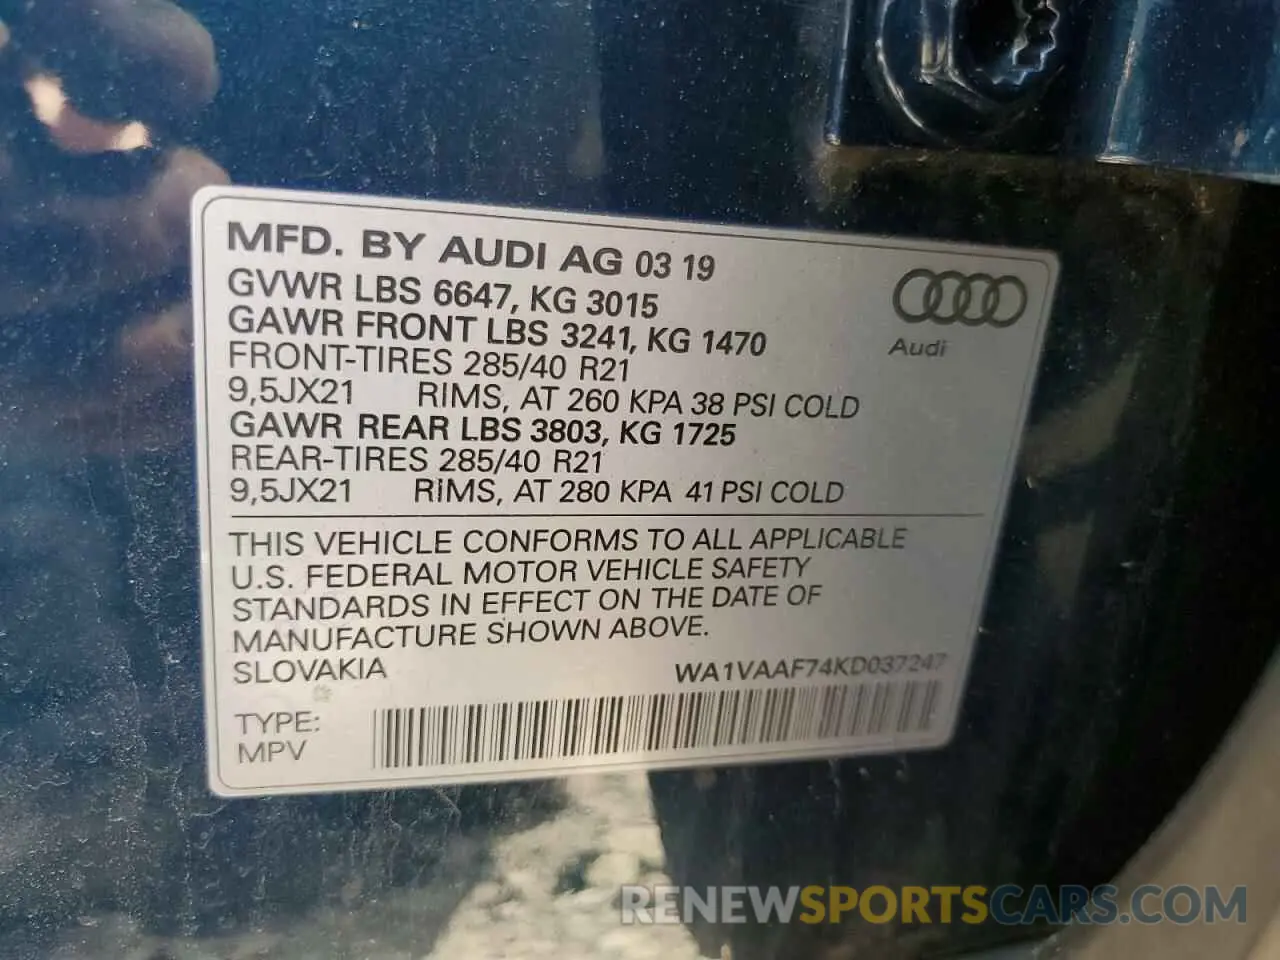 MFD. BY AUDI AG 03 19
GVWR LBS 6647, KG 3015
GAWR FRONT LBS 3241, KG 1470
FRONT-TIRES 285/40 R21
9,5JX21 RIMS, AT 260 KPA 38 PSI COLD
GAWR REAR LBS 3803, KG 1725
REAR-TIRES 285/40 R21
9,5JX21 RIMS, AT 280 KPA 41 PSI COLD
Audi
THIS VEHICLE CONFORMS TO ALL APPLICABLE
U.S. FEDERAL MOTOR VEHICLE SAFETY
STANDARDS IN EFFECT ON THE DATE OF
MANUFACTURE SHOWN ABOVE.
SLOVAKIA WA1VAAF74KD037247
TYPE:
MPV
RENEWSPORTSCARS.COM